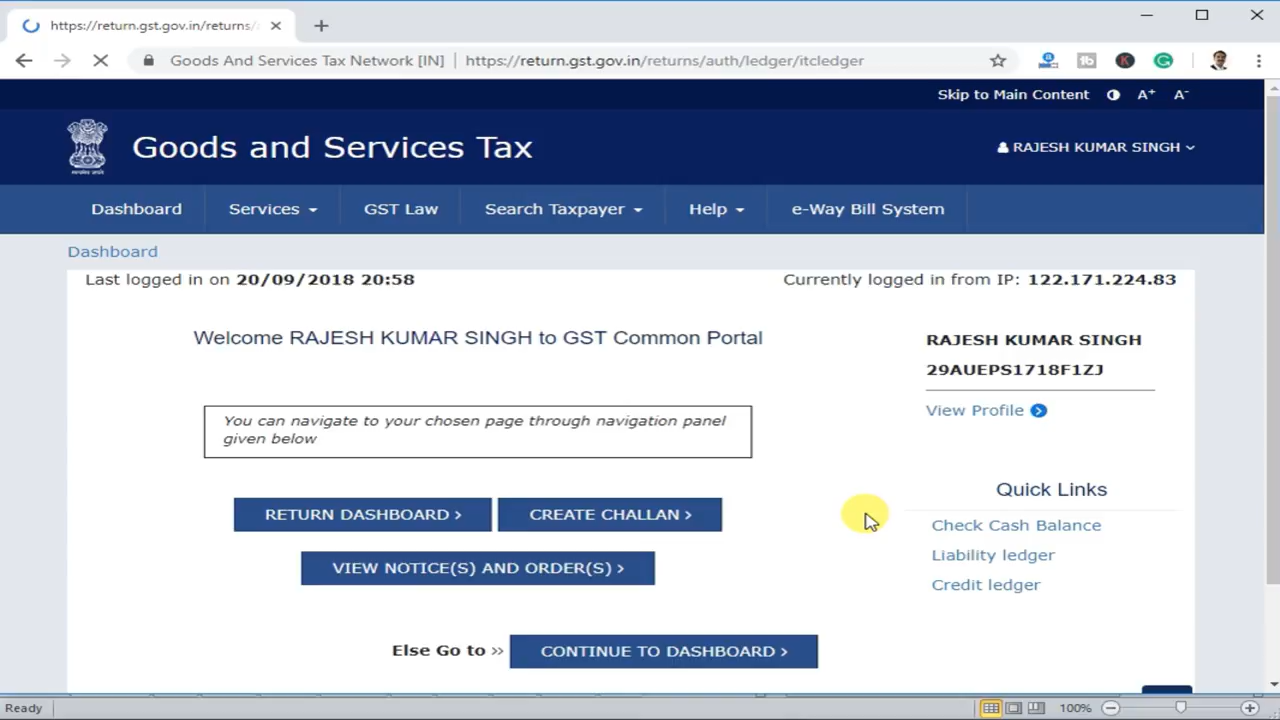 https://return.gst.gov.in/returns/
Goods And Services Tax Network [IN] | https://return.gst.gov.in/returns/auth/ledger/itcledger
Skip to Main Content A+ A-
Goods and Services Tax
RAJESH KUMAR SINGH
Dashboard Services GST Law Search Taxpayer Help e-Way Bill System
Dashboard
Last logged in on 20/09/2018 20:58 Currently logged in from IP: 122.171.224.83
Welcome RAJESH KUMAR SINGH to GST Common Portal
RAJESH KUMAR SINGH
29AUEPS1718F1ZJ
View Profile
You can navigate to your chosen page through navigation panel
given below
Quick Links
RETURN DASHBOARD > CREATE CHALLAN >
Check Cash Balance
Liability ledger
VIEW NOTICE(S) AND ORDER(S) >
Credit ledger
Else Go to » CONTINUE TO DASHBOARD >
Ready 100%